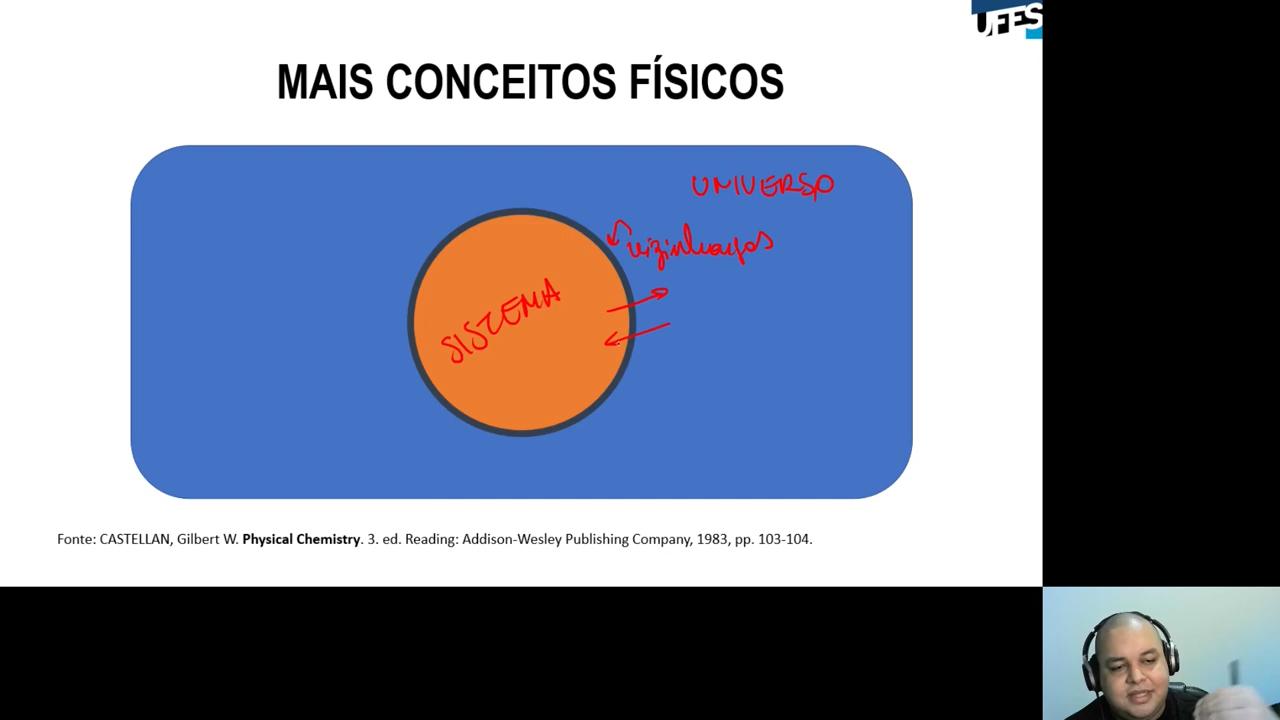 UFES
MAIS CONCEITOS FÍSICOS
UNIVERSO
vizinhanças
SISTEMA
Fonte: CASTELLAN, Gilbert W. Physical Chemistry. 3. ed. Reading: Addison-Wesley Publishing Company, 1983, pp. 103-104.